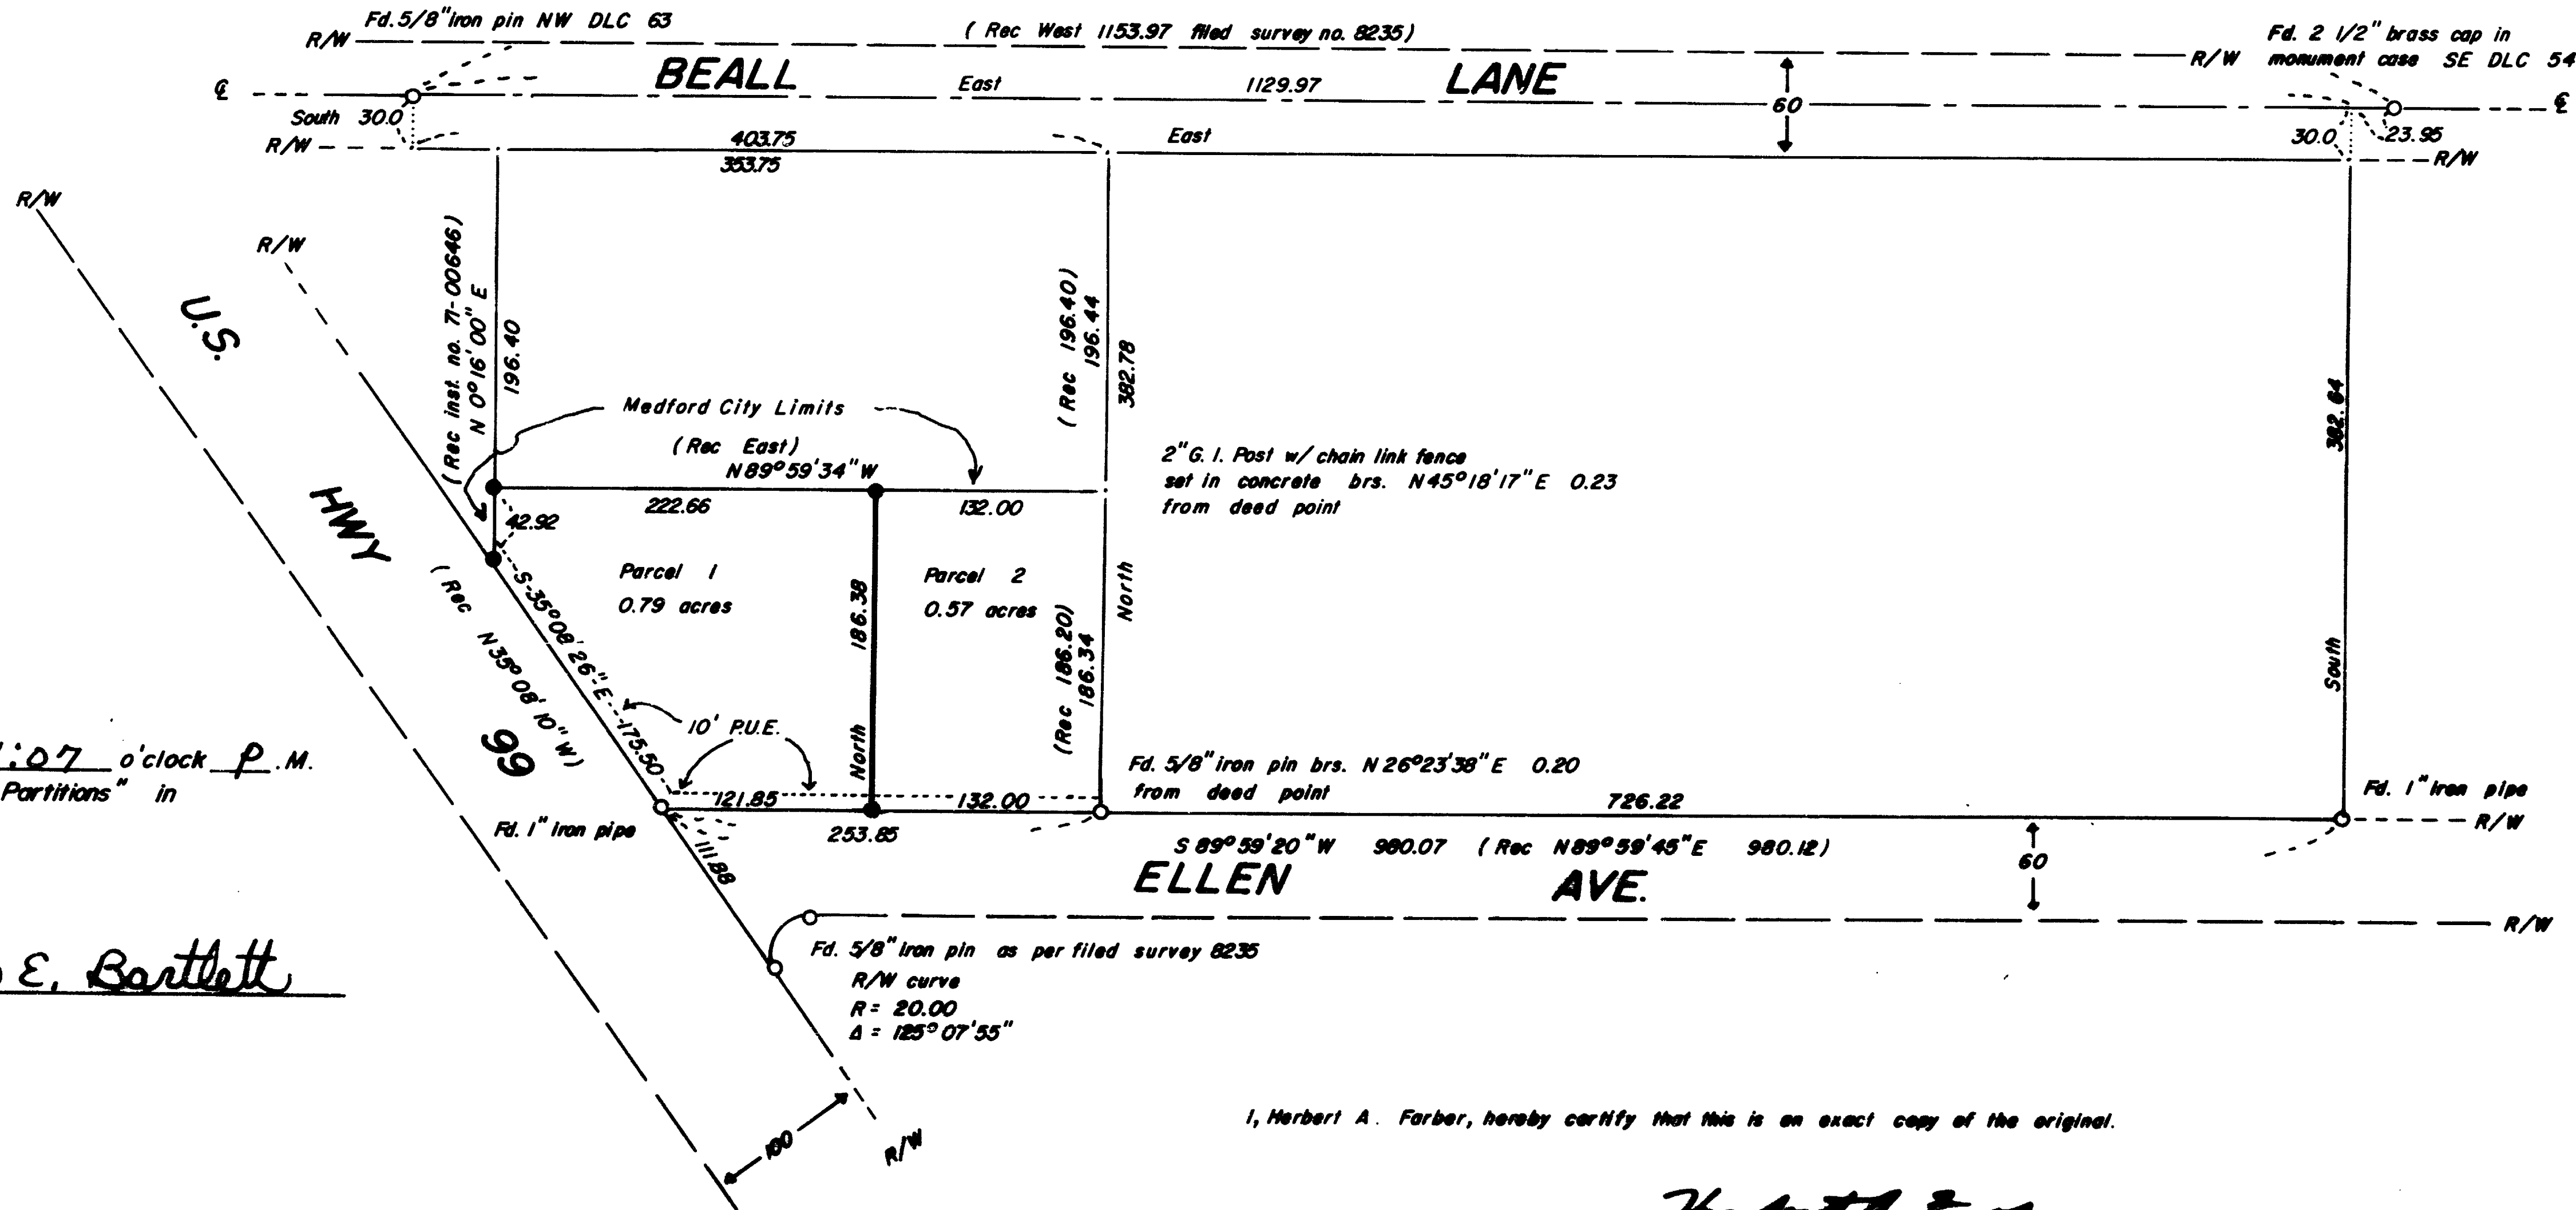 Fd. 5/8" iron pin NW DLC 63
( Rec West 1153.97 filed survey no. 8235)
Fd. 2 1/2" brass cap in
monument case SE DLC 54
R/W
R/W
BEALL LANE
℄
East 1129.97
60
℄
South 30.0
R/W
403.75
East
353.75
30.0
23.95
R/W
R/W
R/W
U.S.
HWY
99
(Rec inst. no. 71-00646)
N 0°16'00" E
196.40
(Rec 196.40)
196.44
382.78
382.64
Medford City Limits
(Rec East)
N89°59'34"W
222.66
132.00
42.92
2" G. I. Post w/ chain link fence
set in concrete brs. N45°18'17"E 0.23
from deed point
Parcel 1
0.79 acres
Parcel 2
0.57 acres
186.38
North
(Rec 186.20)
186.34
North
South
S-35°08'26"-E
175.50
( Rec N35°08'10"W)
10' P.U.E.
:07 o'clock P.M.
Partitions" in
Fd. 5/8" iron pin brs. N26°23'38"E 0.20
from deed point
121.85
132.00
726.22
Fd. 1" iron pipe
R/W
Fd. 1" iron pipe
253.85
111.88
S 89°59'20"W 980.07 ( Rec N89°59'45"E 980.12)
60
ELLEN AVE.
R/W
E. Bartlett
Fd. 5/8" iron pin as per filed survey 8235
R/W curve
R= 20.00
Δ = 125°07'55"
100
R/W
I, Herbert A. Farber, hereby certify that this is an exact copy of the original.